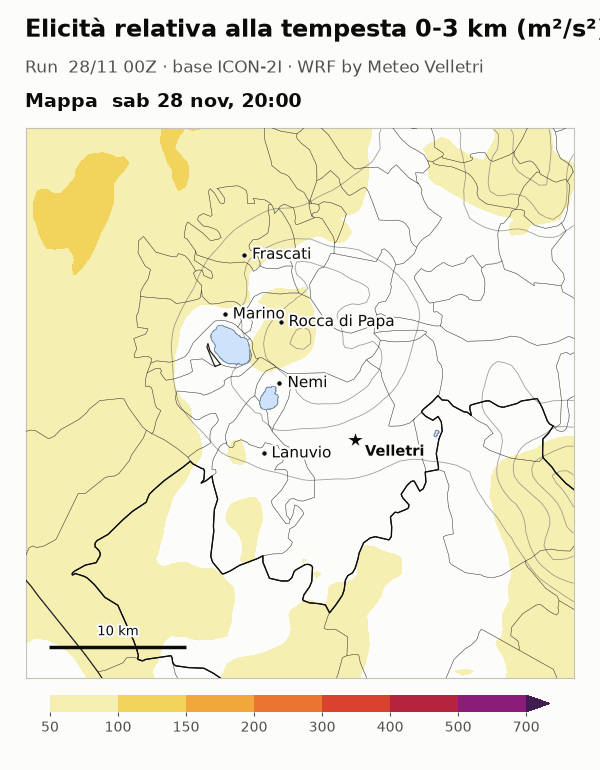 Elicità relativa alla tempesta 0-3 km (m²/s²)
Run 28/11 00Z · base ICON-2I · WRF by Meteo Velletri
Mappa sab 28 nov, 20:00
Frascati
Marino
Rocca di Papa
Nemi
Velletri
Lanuvio
10 km
50 100 150 200 300 400 500 700